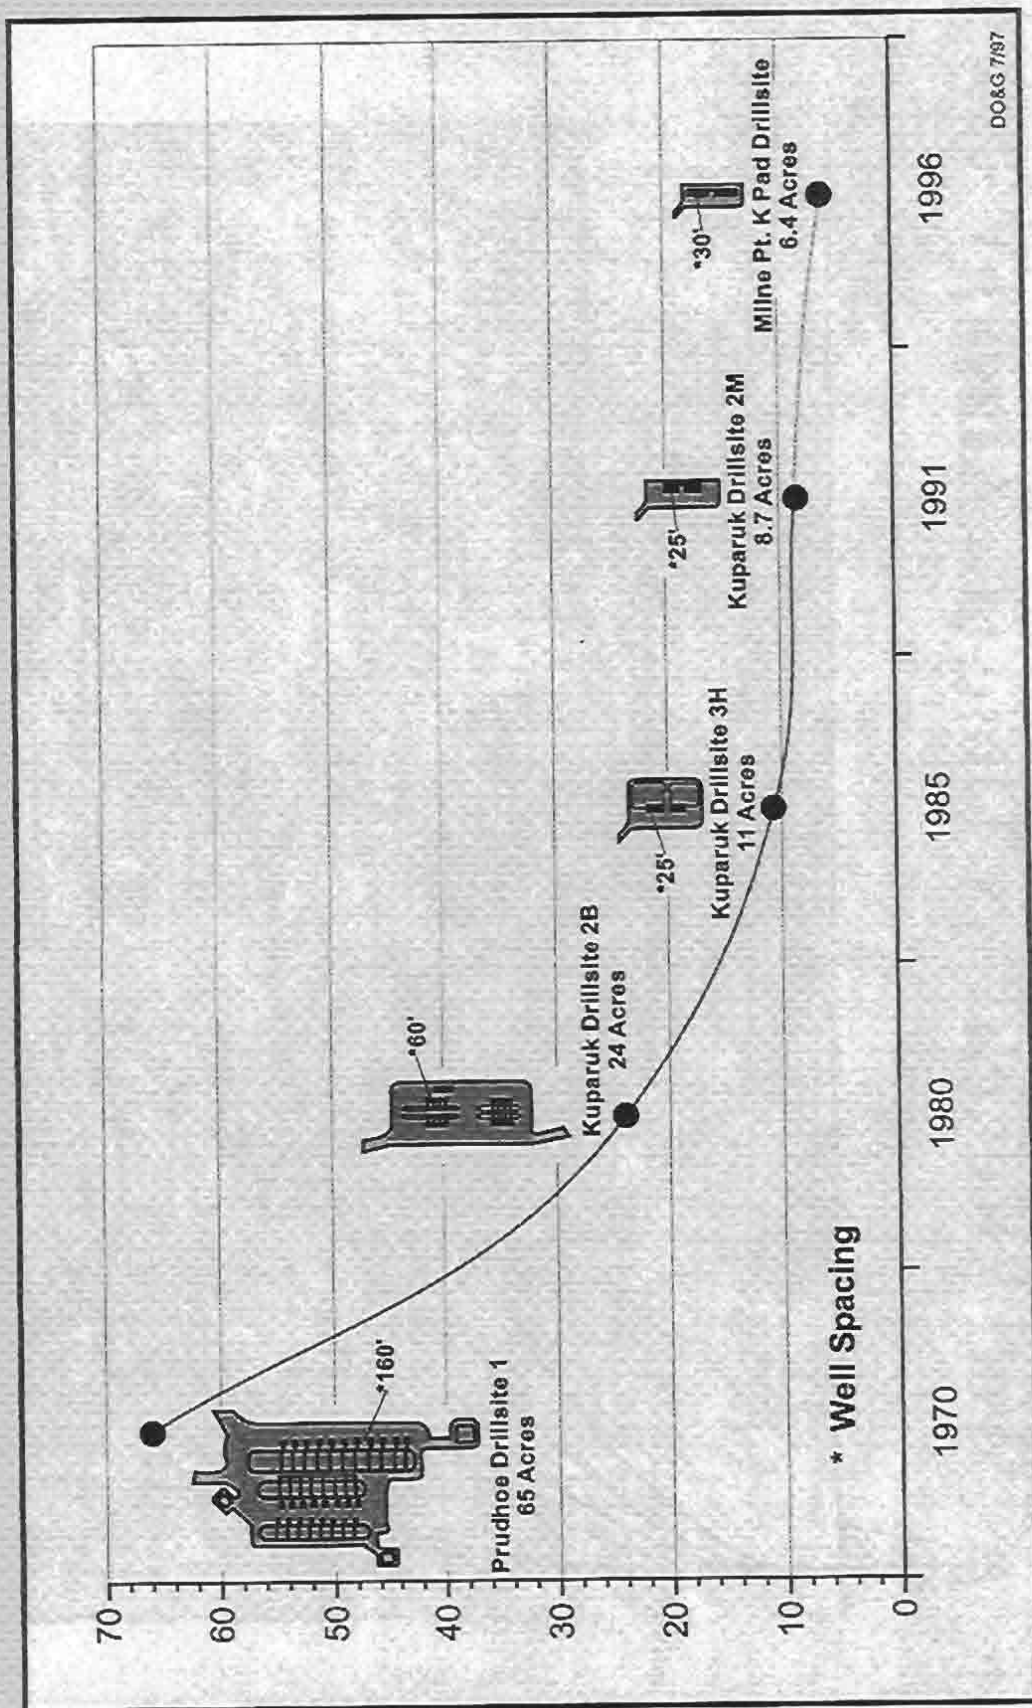 70
60
50
40
30
20
10
0
*160'
Prudhoe Drillsite 1
65 Acres
*60'
Kuparuk Drillsite 2B
24 Acres
*25'
Kuparuk Drillsite 3H
11 Acres
*25'
Kuparuk Drillsite 2M
8.7 Acres
*30'
Milne Pt. K Pad Drillsite
6.4 Acres
* Well Spacing
1970
1980
1985
1991
1996
DO&G 7/97